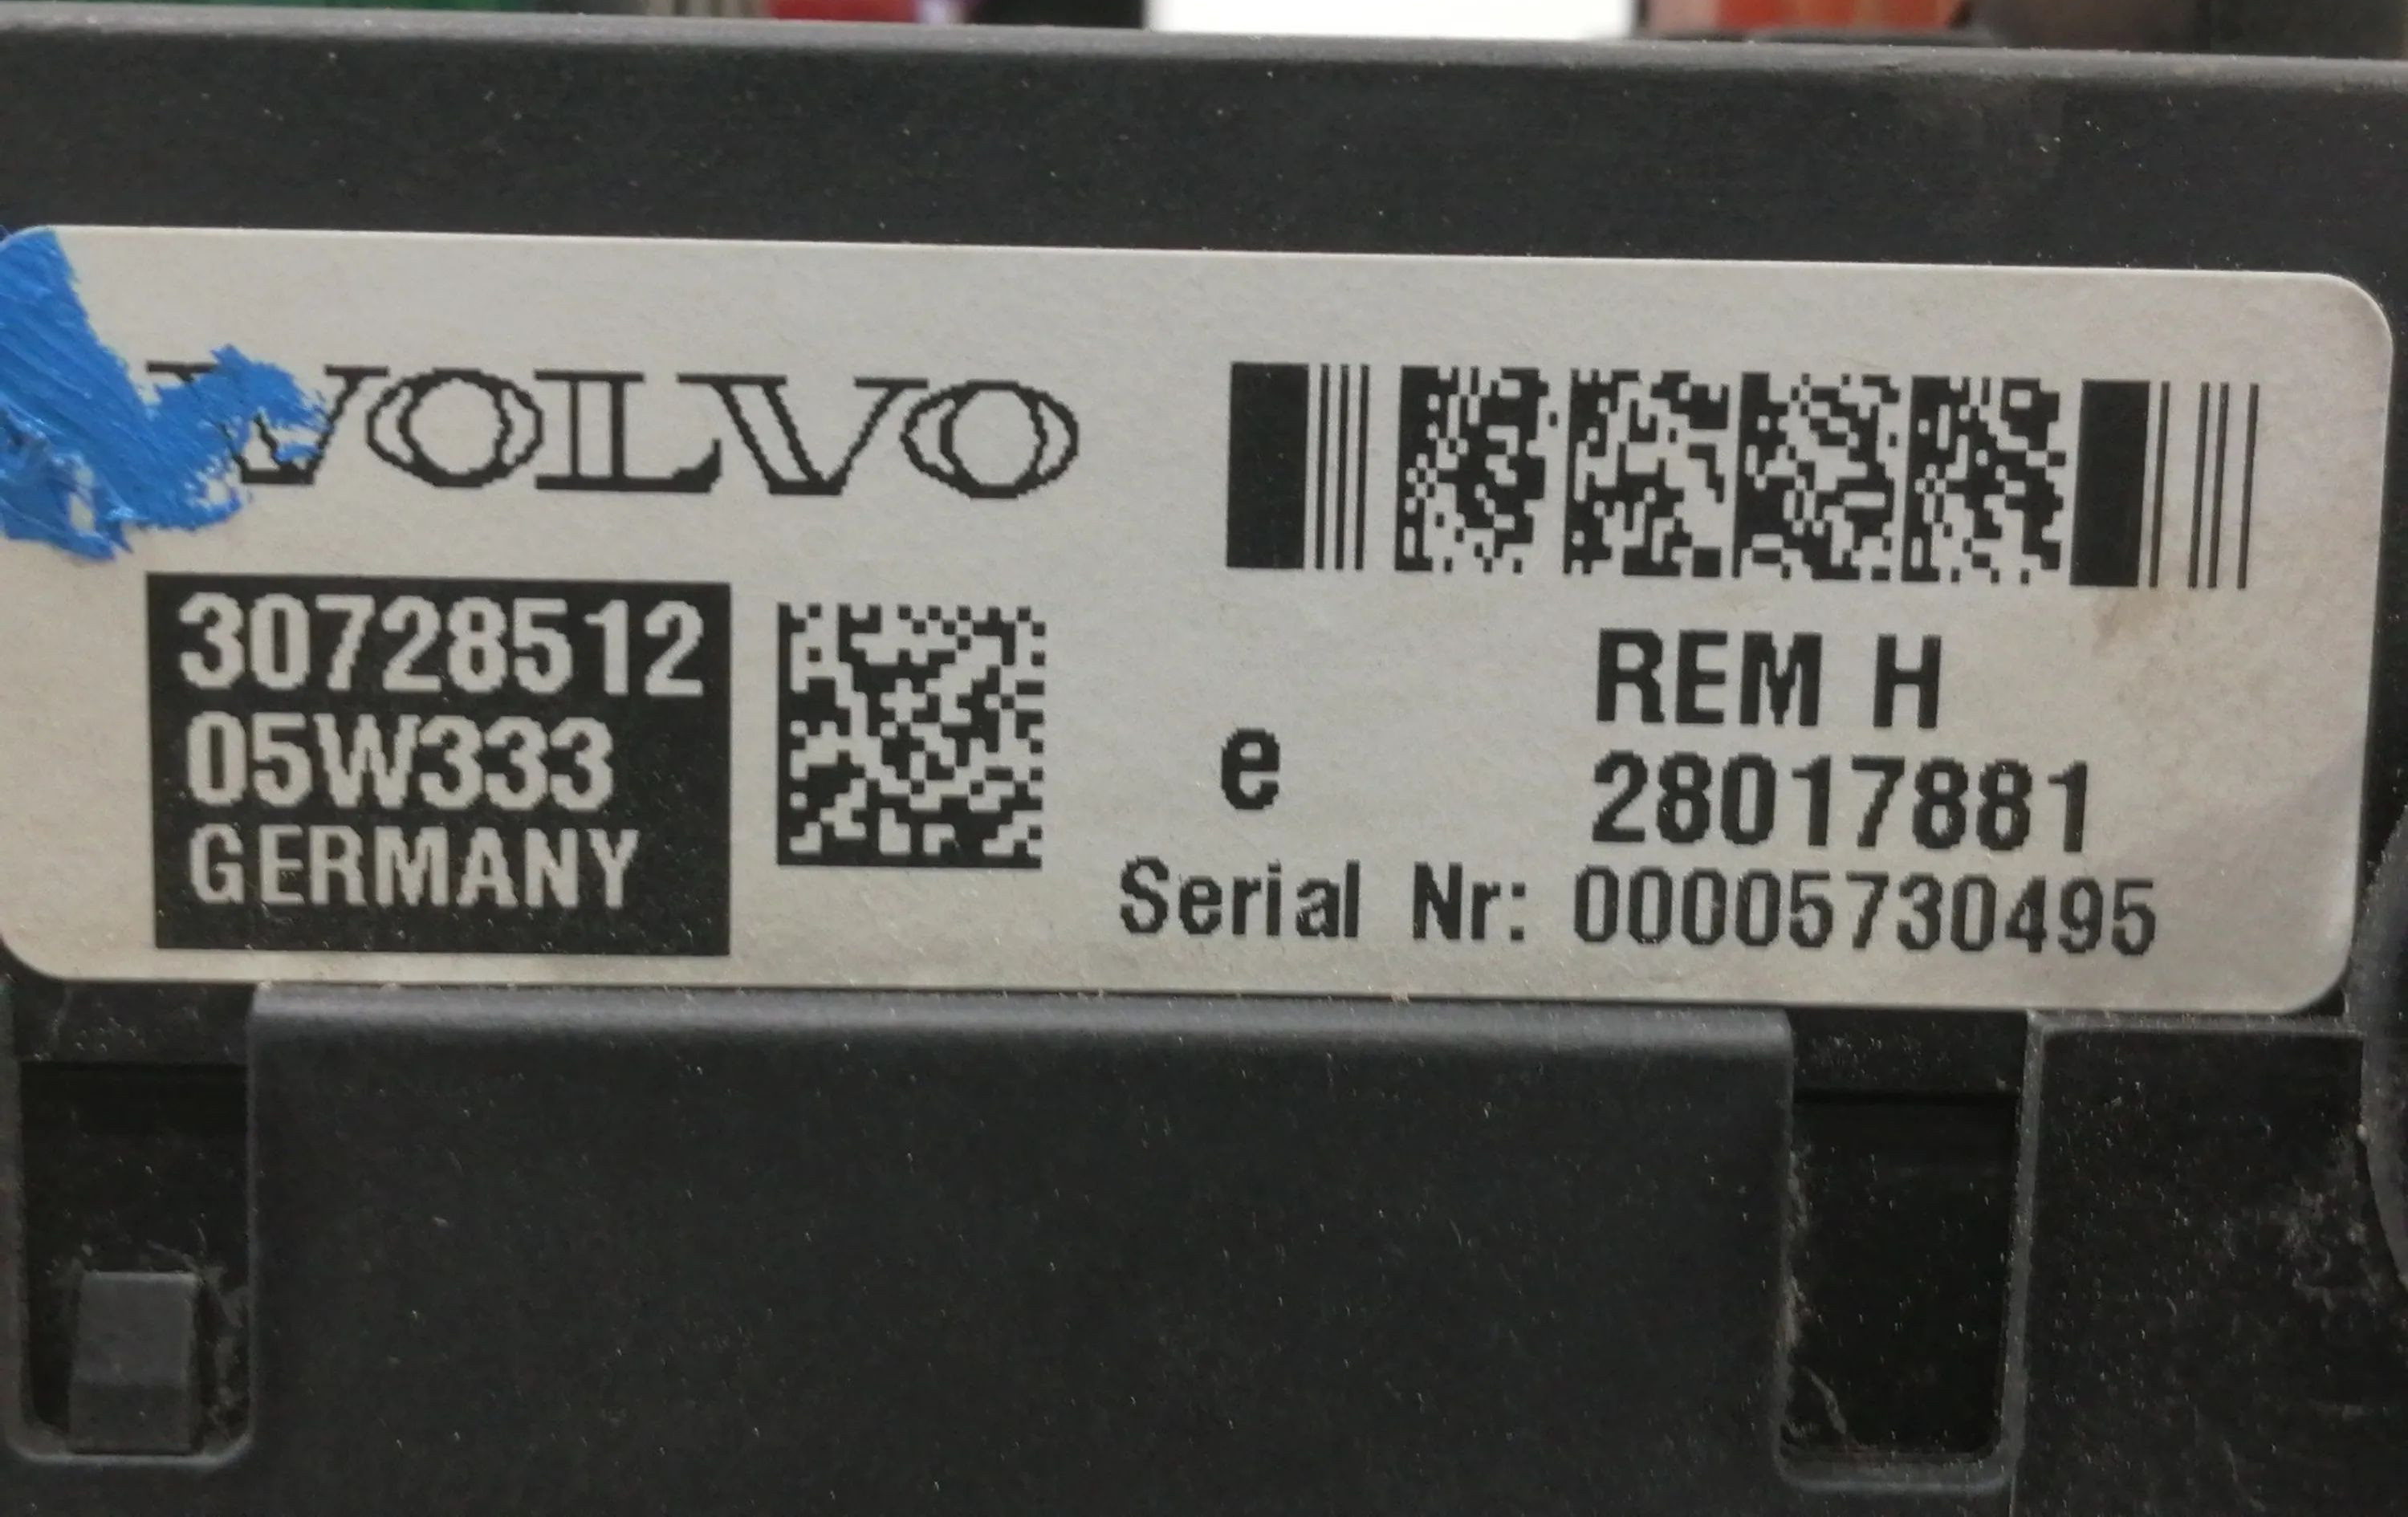 VOLVO
30728512
05W333
GERMANY
e
REM H
28017881
Serial Nr: 00005730495